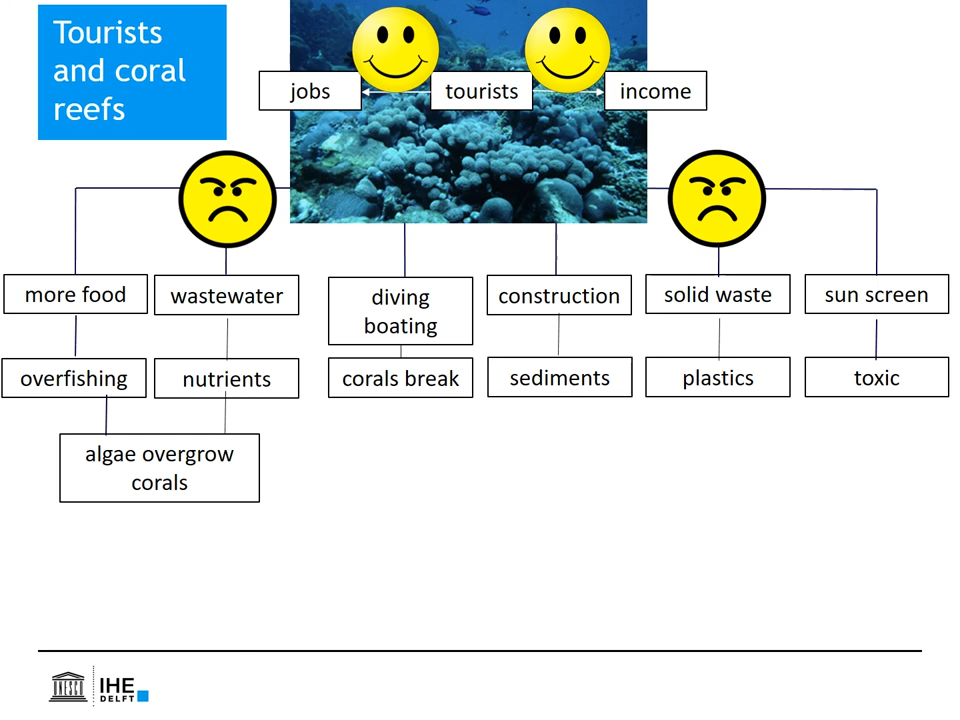 Tourists
and coral
reefs
jobs
tourists
income
more food
wastewater
diving
boating
construction
solid waste
sun screen
overfishing
nutrients
corals break
sediments
plastics
toxic
algae overgrow
corals
UNESCO
IHE
DELFT